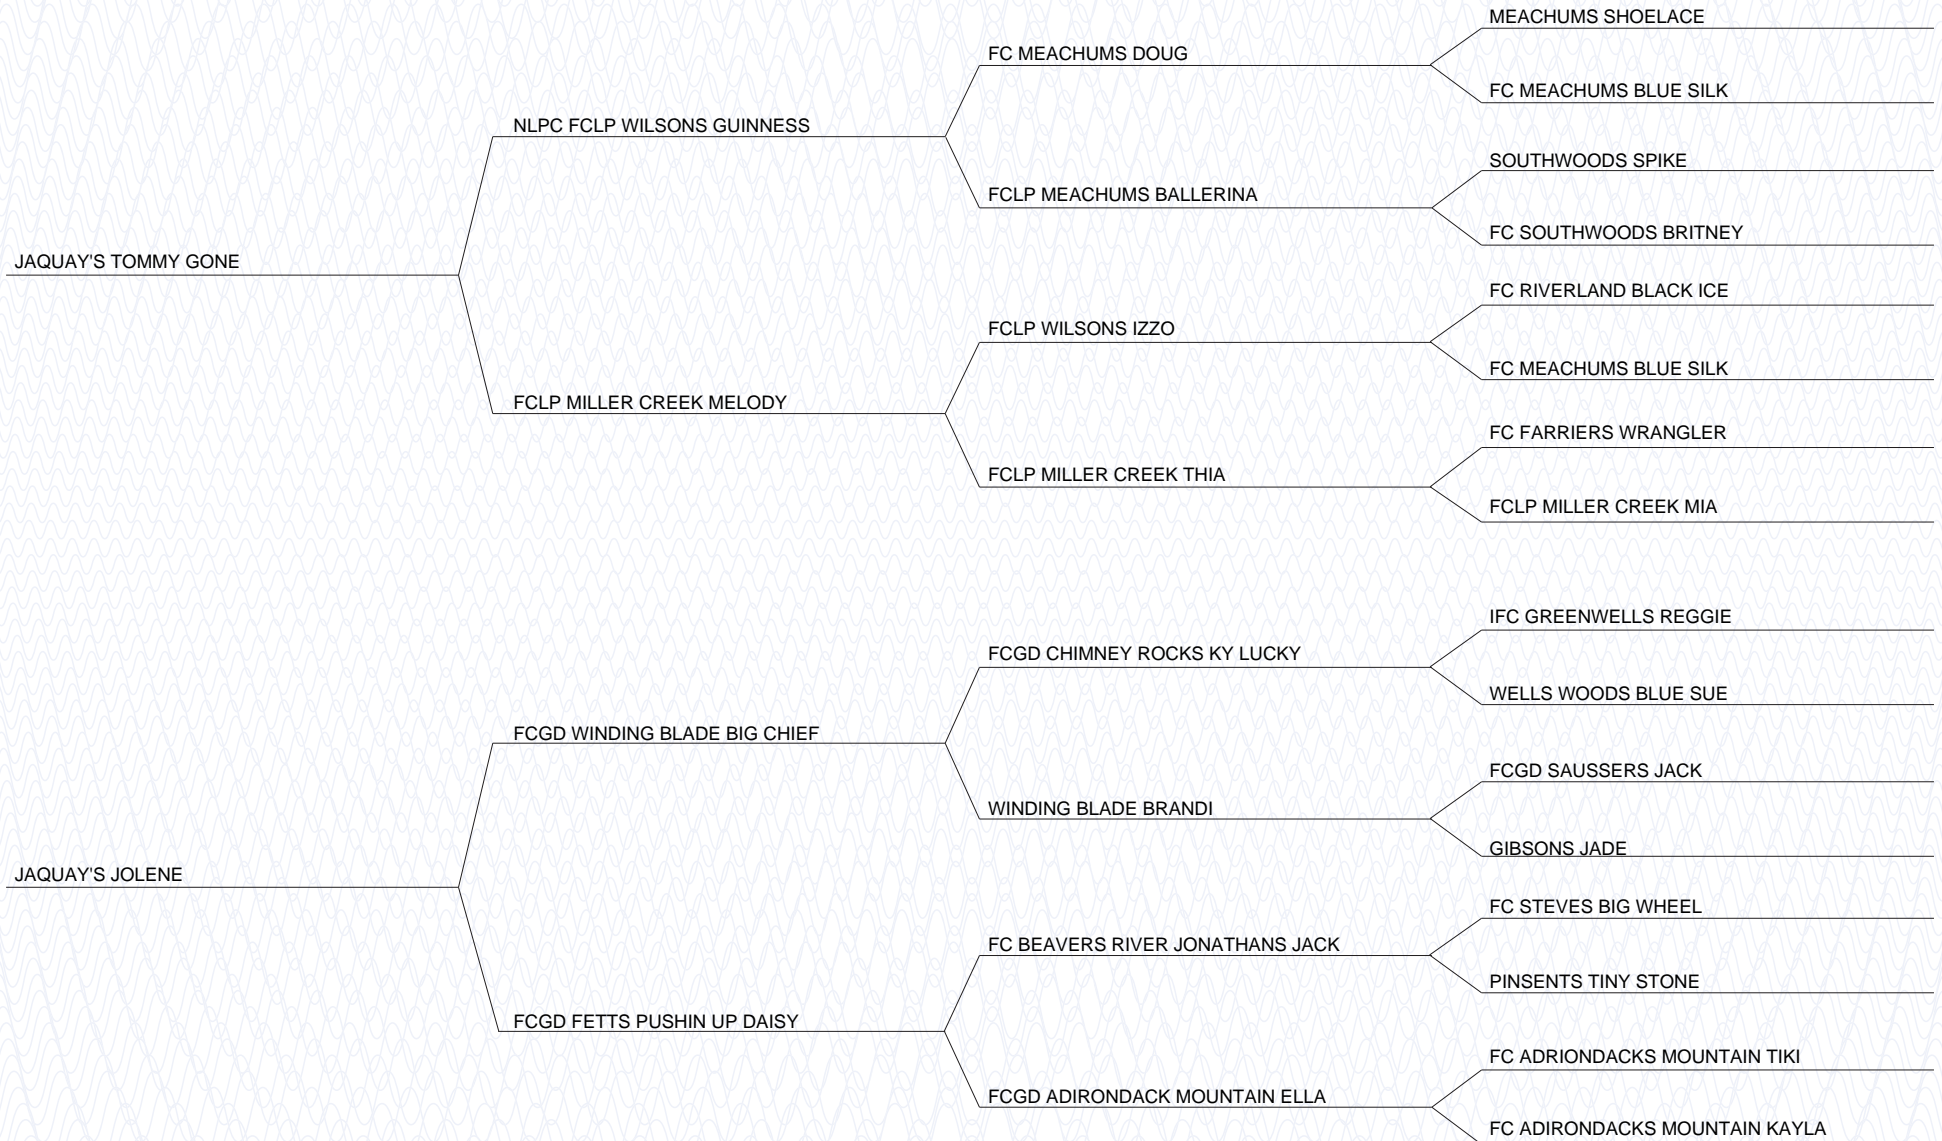 MEACHUMS SHOELACE
FC MEACHUMS DOUG
FC MEACHUMS BLUE SILK
NLPC FCLP WILSONS GUINNESS
SOUTHWOODS SPIKE
FCLP MEACHUMS BALLERINA
FC SOUTHWOODS BRITNEY
JAQUAY'S TOMMY GONE
FC RIVERLAND BLACK ICE
FCLP WILSONS IZZO
FC MEACHUMS BLUE SILK
FCLP MILLER CREEK MELODY
FC FARRIERS WRANGLER
FCLP MILLER CREEK THIA
FCLP MILLER CREEK MIA
IFC GREENWELLS REGGIE
FCGD CHIMNEY ROCKS KY LUCKY
WELLS WOODS BLUE SUE
FCGD WINDING BLADE BIG CHIEF
FCGD SAUSSERS JACK
WINDING BLADE BRANDI
GIBSONS JADE
JAQUAY'S JOLENE
FC STEVES BIG WHEEL
FC BEAVERS RIVER JONATHANS JACK
PINSENTS TINY STONE
FCGD FETTS PUSHIN UP DAISY
FC ADRIONDACKS MOUNTAIN TIKI
FCGD ADIRONDACK MOUNTAIN ELLA
FC ADIRONDACKS MOUNTAIN KAYLA